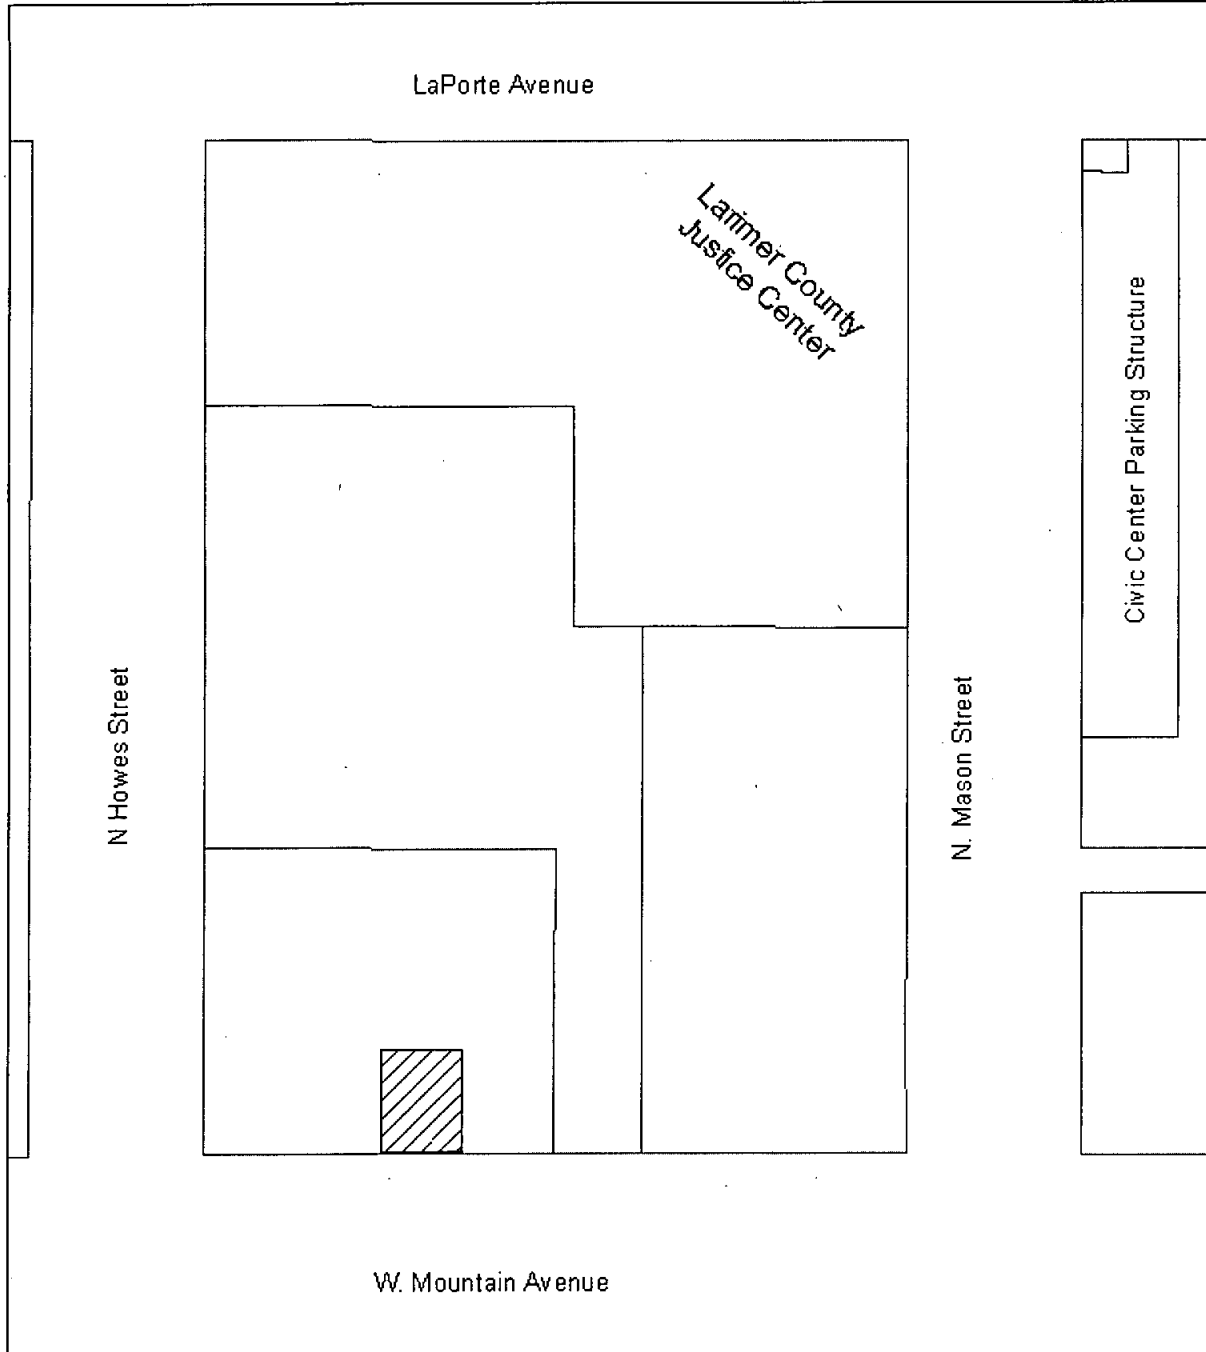 LaPorte Avenue
Larimer County
Justice Center
Civic Center Parking Structure
N Howes Street
N. Mason Street
W. Mountain Avenue